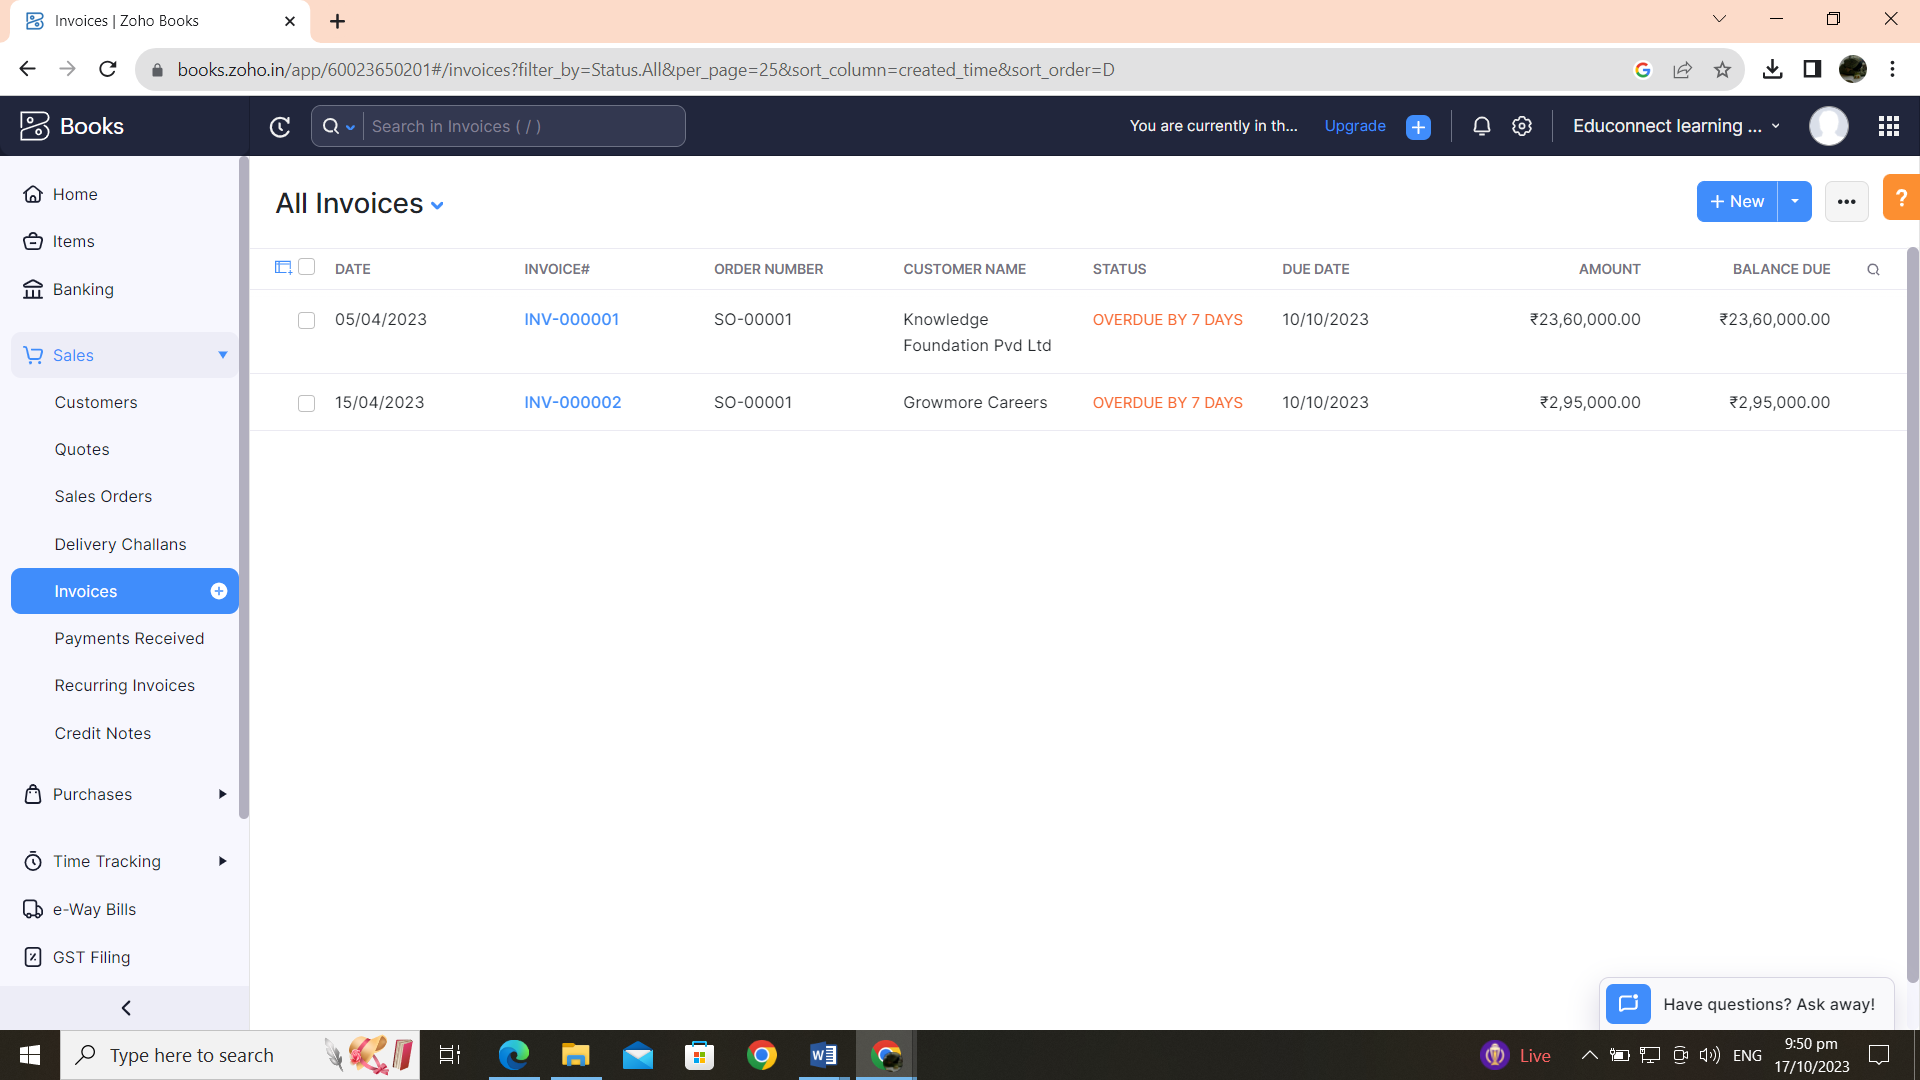 Invoices | Zoho Books
books.zoho.in/app/60023650201#/invoices?filter_by=Status.All&per_page=25&sort_column=created_time&sort_order=D
Books
Search in Invoices ( / )
You are currently in th...
Upgrade
Educonnect learning ...
Home
Items
Banking
Sales
Customers
Quotes
Sales Orders
Delivery Challans
Invoices
Payments Received
Recurring Invoices
Credit Notes
Purchases
Time Tracking
e-Way Bills
GST Filing
All Invoices
+ New
?
DATE INVOICE# ORDER NUMBER CUSTOMER NAME STATUS DUE DATE AMOUNT BALANCE DUE
05/04/2023 INV-000001 SO-00001 Knowledge OVERDUE BY 7 DAYS 10/10/2023 ₹23,60,000.00 ₹23,60,000.00
Foundation Pvd Ltd
15/04/2023 INV-000002 SO-00001 Growmore Careers OVERDUE BY 7 DAYS 10/10/2023 ₹2,95,000.00 ₹2,95,000.00
Have questions? Ask away!
Type here to search
Live
ENG
9:50 pm
17/10/2023